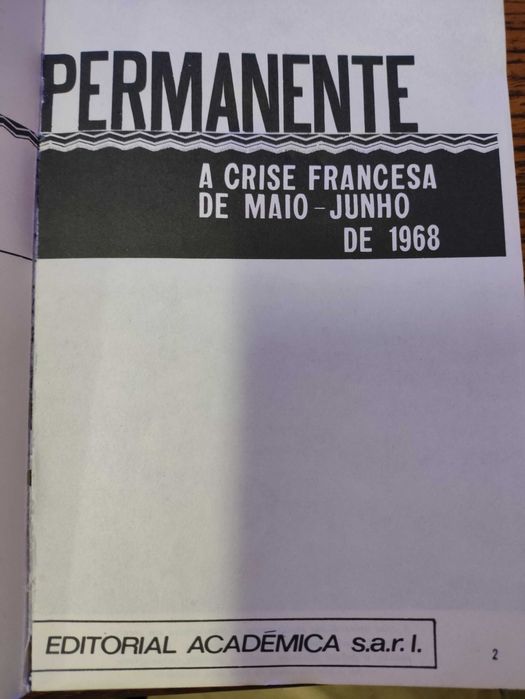 PERMANENTE
A CRISE FRANCESA
DE MAIO-JUNHO
DE 1968
EDITORIAL ACADÉMICA s.a.r.l.
2